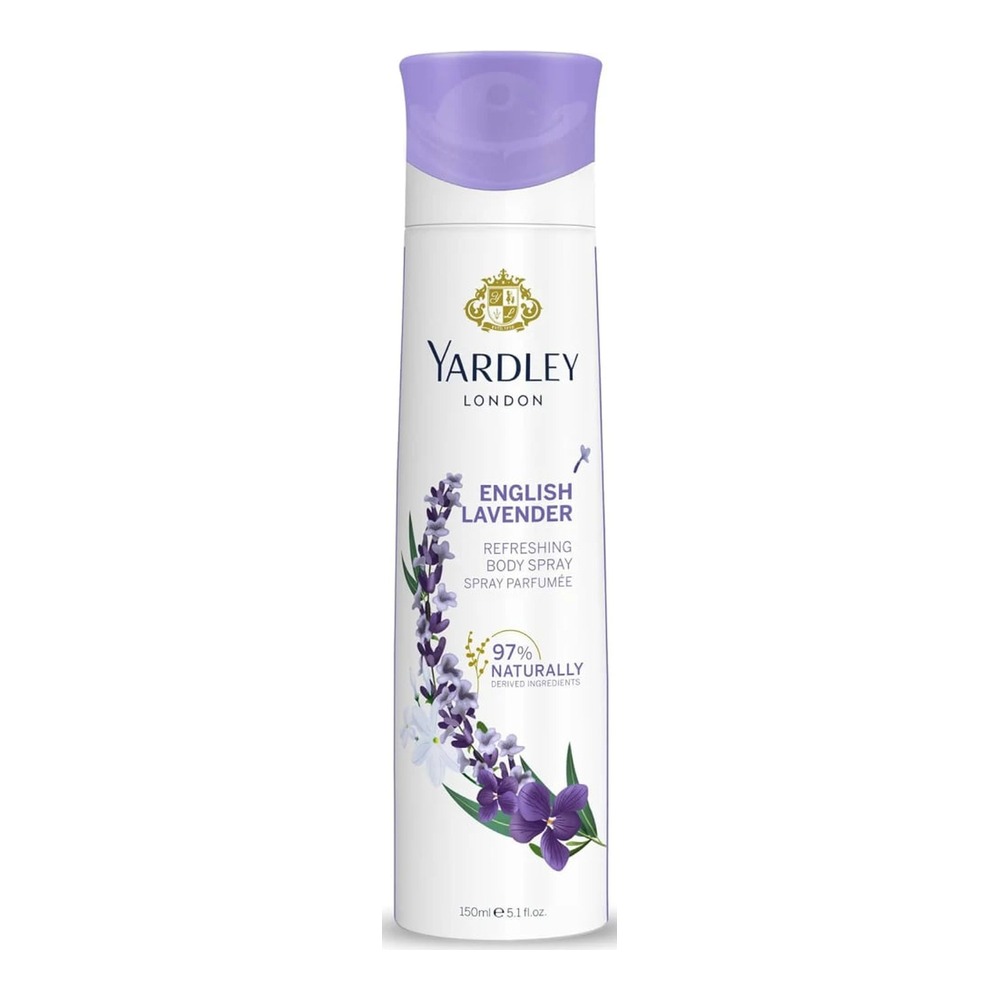 Y
L
YARDLEY
LONDON
ENGLISH
LAVENDER
REFRESHING
BODY SPRAY
SPRAY PARFUMÉE
97%
NATURALLY
DERIVED INGREDIENTS
150ml e 5.1 fl.oz.